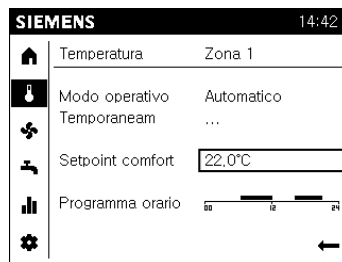 SIEMENS 14:42
Temperatura Zona 1
Modo operativo Automatico
Temporaneam ...
Setpoint comfort 22,0°C
Programma orario
00 12 24